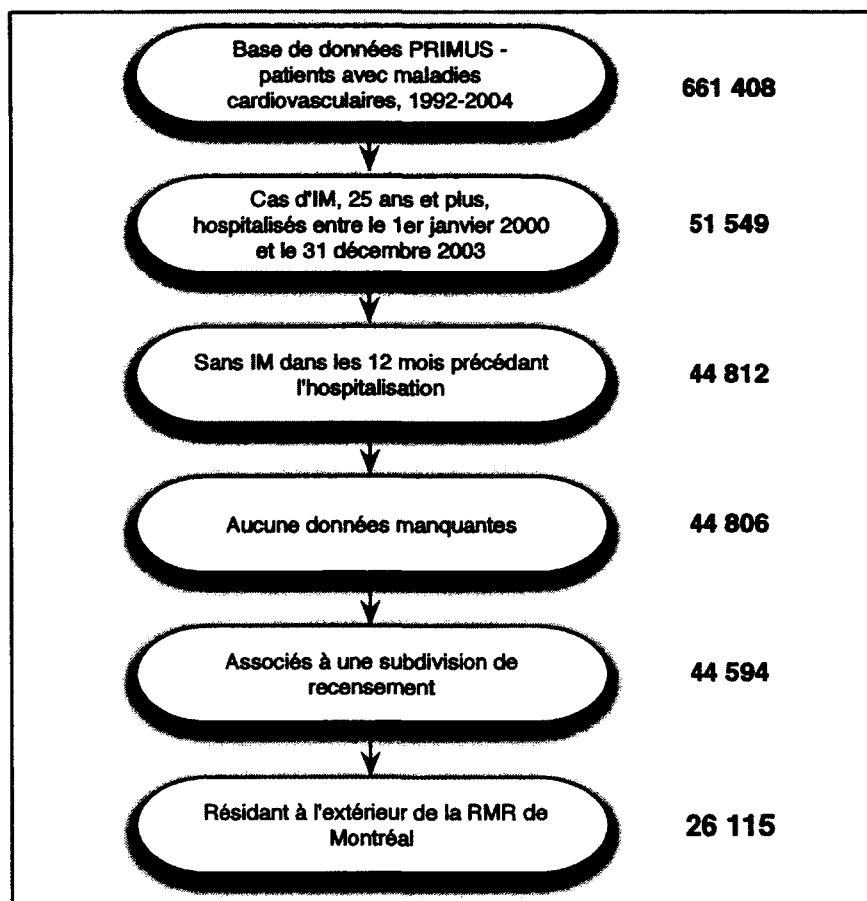 Base de données PRIMUS -
patients avec maladies
cardiovasculaires, 1992-2004
661 408
Cas d'IM, 25 ans et plus,
hospitalisés entre le 1er janvier 2000
et le 31 décembre 2003
51 549
Sans IM dans les 12 mois précédant
l'hospitalisation
44 812
Aucune données manquantes
44 806
Associés à une subdivision de
recensement
44 594
Résidant à l'extérieur de la RMR de
Montréal
26 115